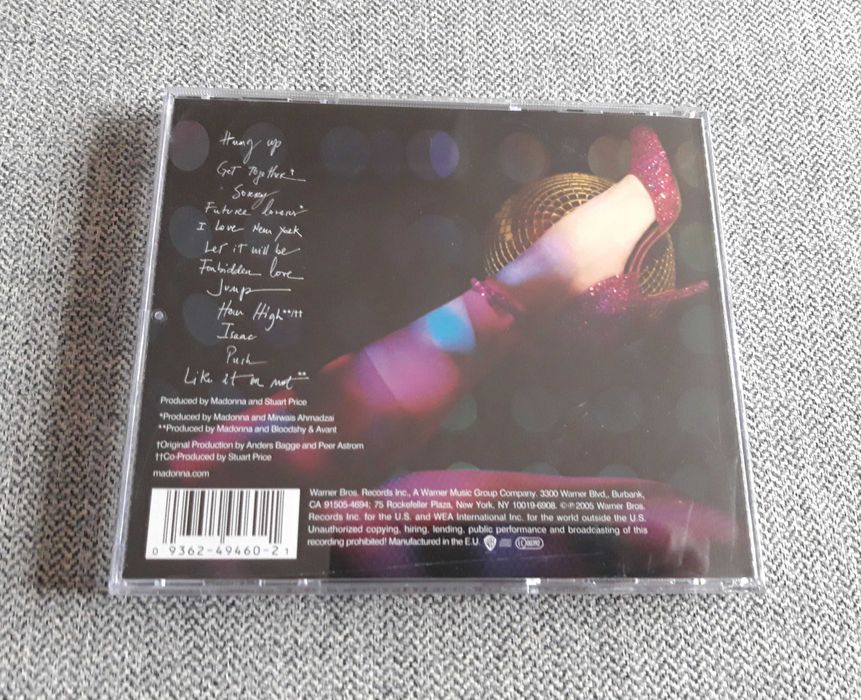 Hung up
Get Together†
Sorry
Future Lovers*
I Love New York
Let it will be
Forbidden love
Jump
How High**/††
Isaac
Push
Like it or not**
Produced by Madonna and Stuart Price
*Produced by Madonna and Mirwais Ahmadzai
**Produced by Madonna and Bloodshy & Avant
†Original Production by Anders Bagge and Peer Astrom
††Co-Produced by Stuart Price
madonna.com
Warner Bros. Records Inc., A Warner Music Group Company. 3300 Warner Blvd., Burbank,
CA 91505-4694; 75 Rockefeller Plaza, New York, NY 10019-6908. ©℗ 2005 Warner Bros.
Records Inc. for the U.S. and WEA International Inc. for the world outside the U.S.
Unauthorized copying, hiring, lending, public performance and broadcasting of this
recording prohibited! Manufactured in the E.U.
0 9362-49460-2 1